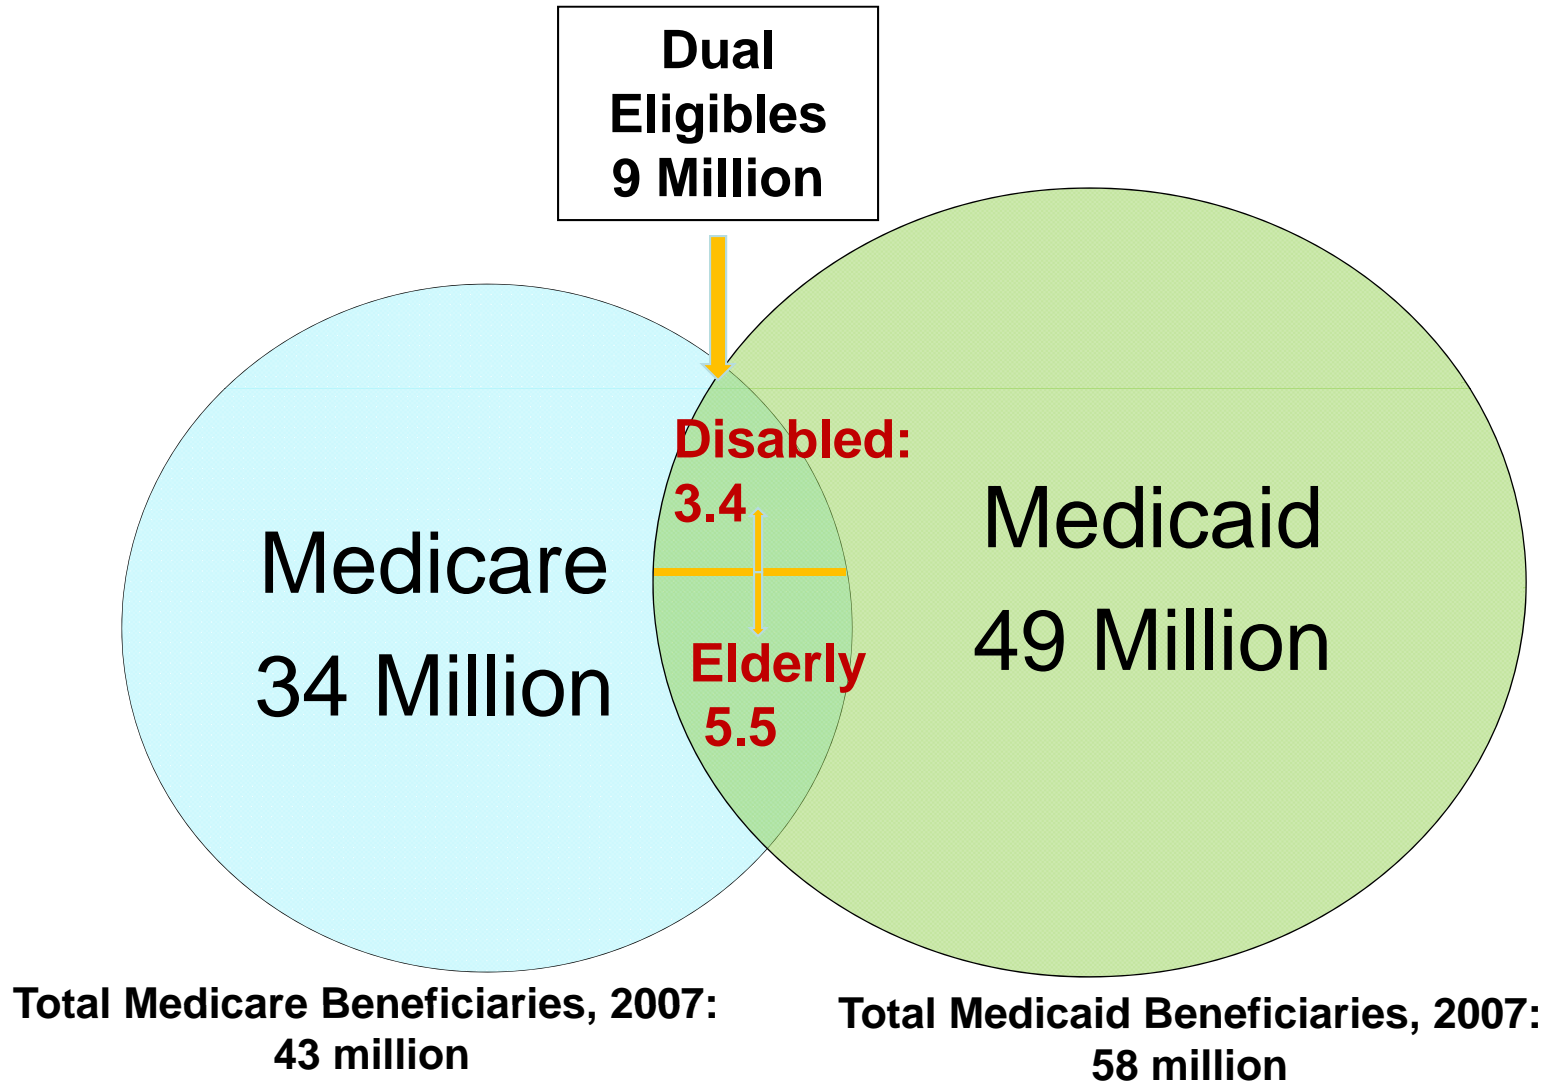 Dual
Eligibles
9 Million
Disabled:
3.4
Medicare
34 Million
Medicaid
49 Million
Elderly
5.5
Total Medicare Beneficiaries, 2007:
43 million
Total Medicaid Beneficiaries, 2007:
58 million